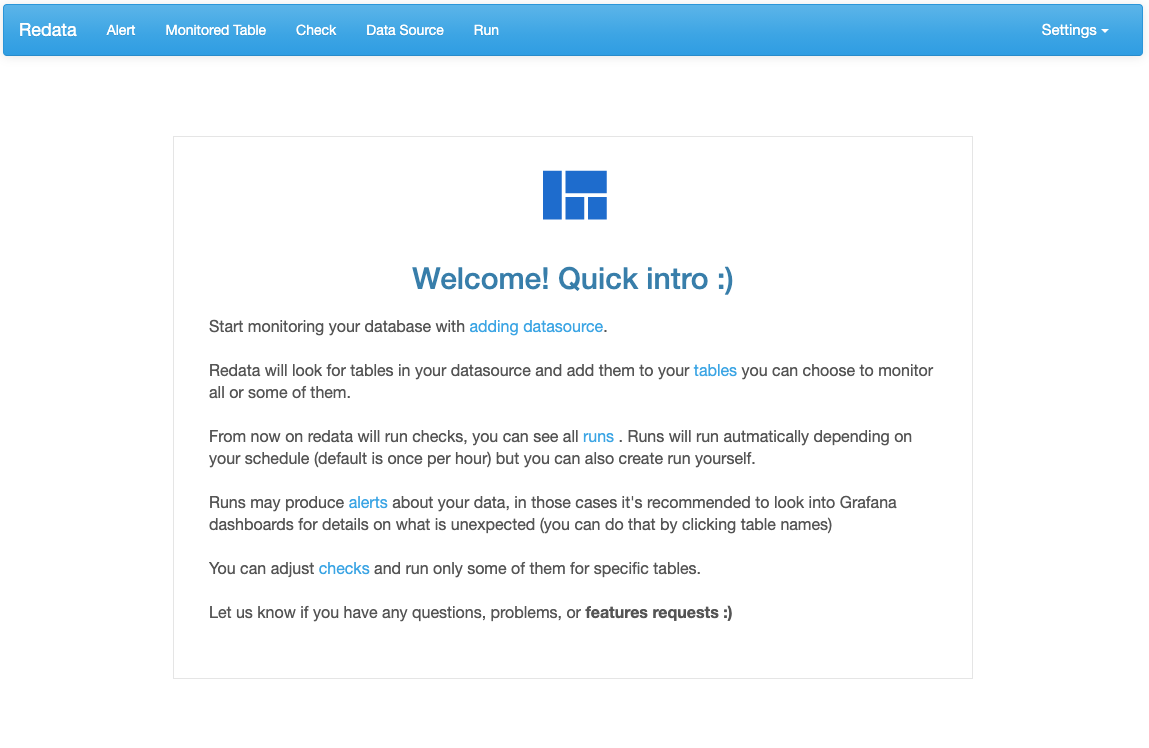 Redata Alert Monitored Table Check Data Source Run Settings
Welcome! Quick intro :)
Start monitoring your database with adding datasource.
Redata will look for tables in your datasource and add them to your tables you can choose to monitor
all or some of them.
From now on redata will run checks, you can see all runs . Runs will run autmatically depending on
your schedule (default is once per hour) but you can also create run yourself.
Runs may produce alerts about your data, in those cases it's recommended to look into Grafana
dashboards for details on what is unexpected (you can do that by clicking table names)
You can adjust checks and run only some of them for specific tables.
Let us know if you have any questions, problems, or features requests :)